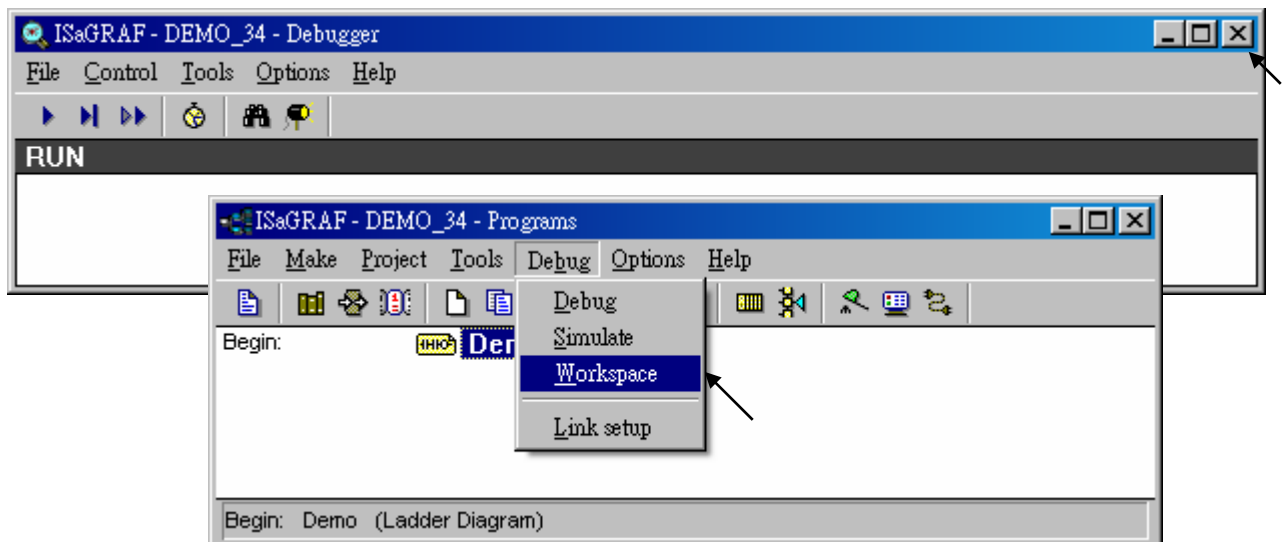 ISaGRAF - DEMO_34 - Debugger
File Control Tools Options Help
RUN
ISaGRAF - DEMO_34 - Programs
File Make Project Tools Debug Options Help
Debug
Begin:
Simulate
Workspace
Link setup
Begin: Demo (Ladder Diagram)